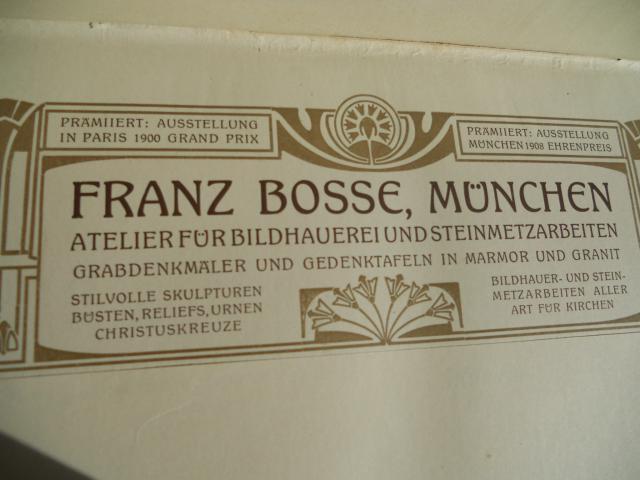 PRÄMIIERT: AUSSTELLUNG
IN PARIS 1900 GRAND PRIX
PRÄMIIERT: AUSSTELLUNG
MÜNCHEN 1908 EHRENPREIS
FRANZ BOSSE, MÜNCHEN
ATELIER FÜR BILDHAUEREI UND STEINMETZARBEITEN
GRABDENKMÄLER UND GEDENKTAFELN IN MARMOR UND GRANIT
STILVOLLE SKULPTUREN
BÜSTEN, RELIEFS, URNEN
CHRISTUSKREUZE
BILDHAUER- UND STEIN-
METZARBEITEN ALLER
ART FÜR KIRCHEN